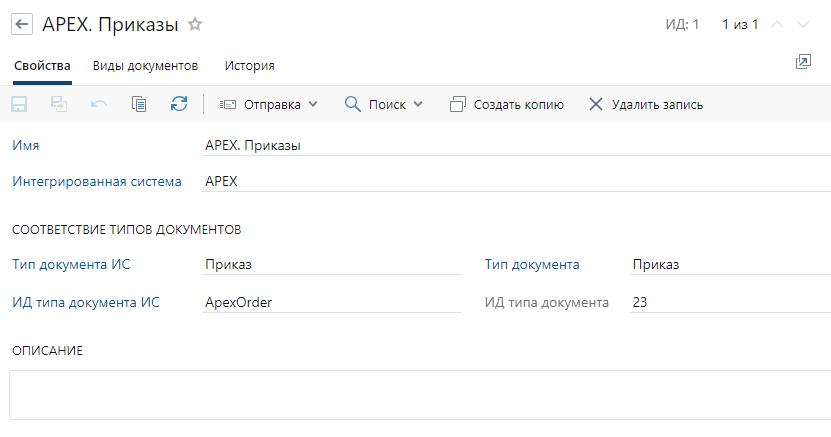 APEX. Приказы ИД: 1 1 из 1
Свойства Виды документов История
Отправка Поиск Создать копию Удалить запись
Имя APEX. Приказы
Интегрированная система APEX
СООТВЕТСТВИЕ ТИПОВ ДОКУМЕНТОВ
Тип документа ИС Приказ Тип документа Приказ
ИД типа документа ИС ApexOrder ИД типа документа 23
ОПИСАНИЕ